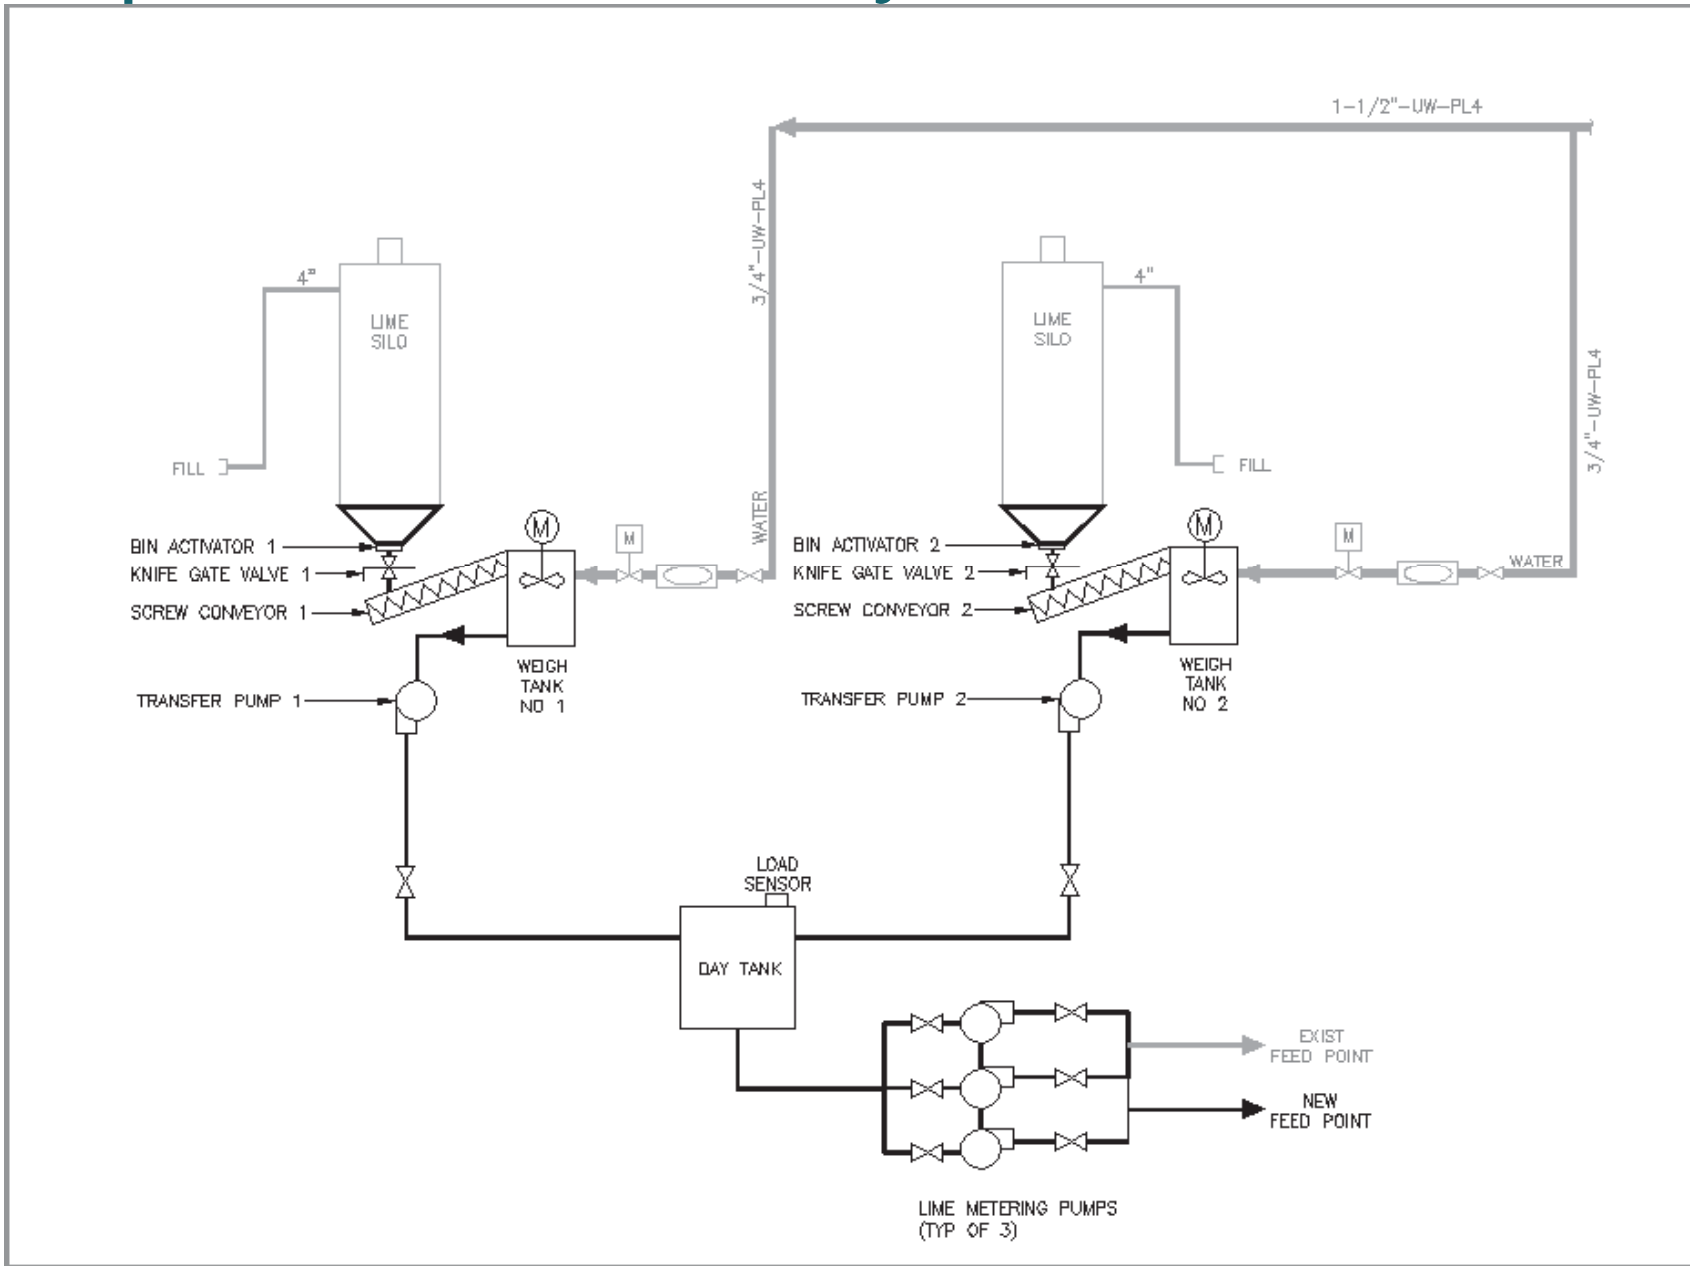 1-1/2"-UW-PL4
3/4"-UW-PL4
3/4"-UW-PL4
4"
LIME
SILO
FILL
4"
LIME
SILO
FILL
WATER
M
M
BIN ACTIVATOR 1
KNIFE GATE VALVE 1
SCREW CONVEYOR 1
WEIGH
TANK
NO 1
TRANSFER PUMP 1
M
M
WATER
BIN ACTIVATOR 2
KNIFE GATE VALVE 2
SCREW CONVEYOR 2
WEIGH
TANK
NO 2
TRANSFER PUMP 2
LOAD
SENSOR
DAY TANK
EXIST
FEED POINT
NEW
FEED POINT
LIME METERING PUMPS
(TYP OF 3)